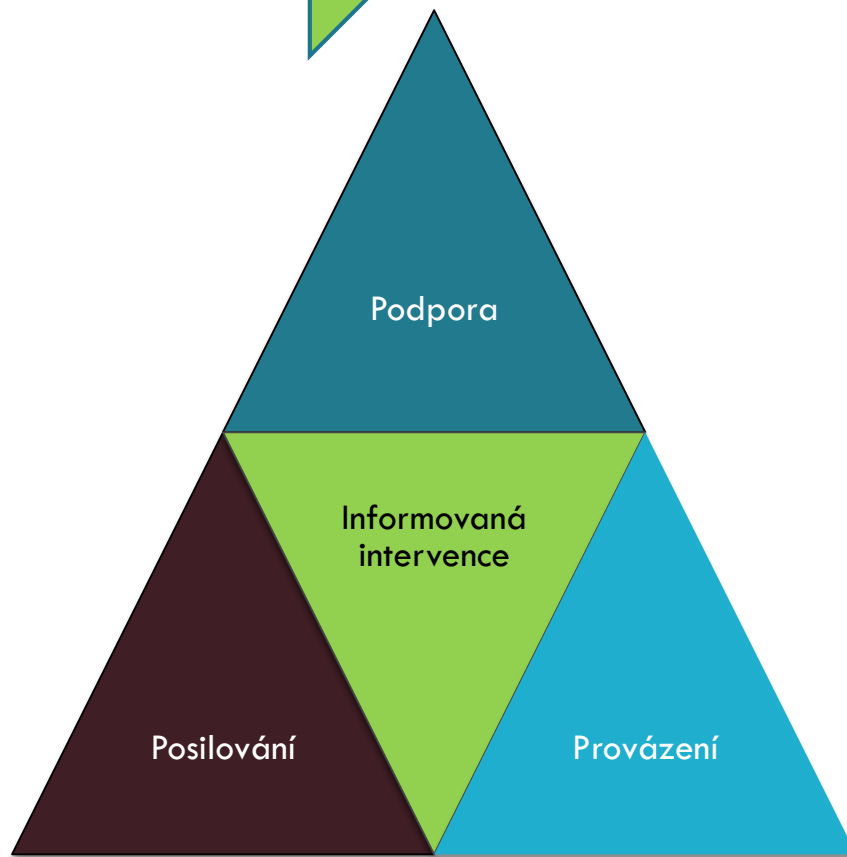 Podpora
Informovaná
intervence
Posilování
Provázení